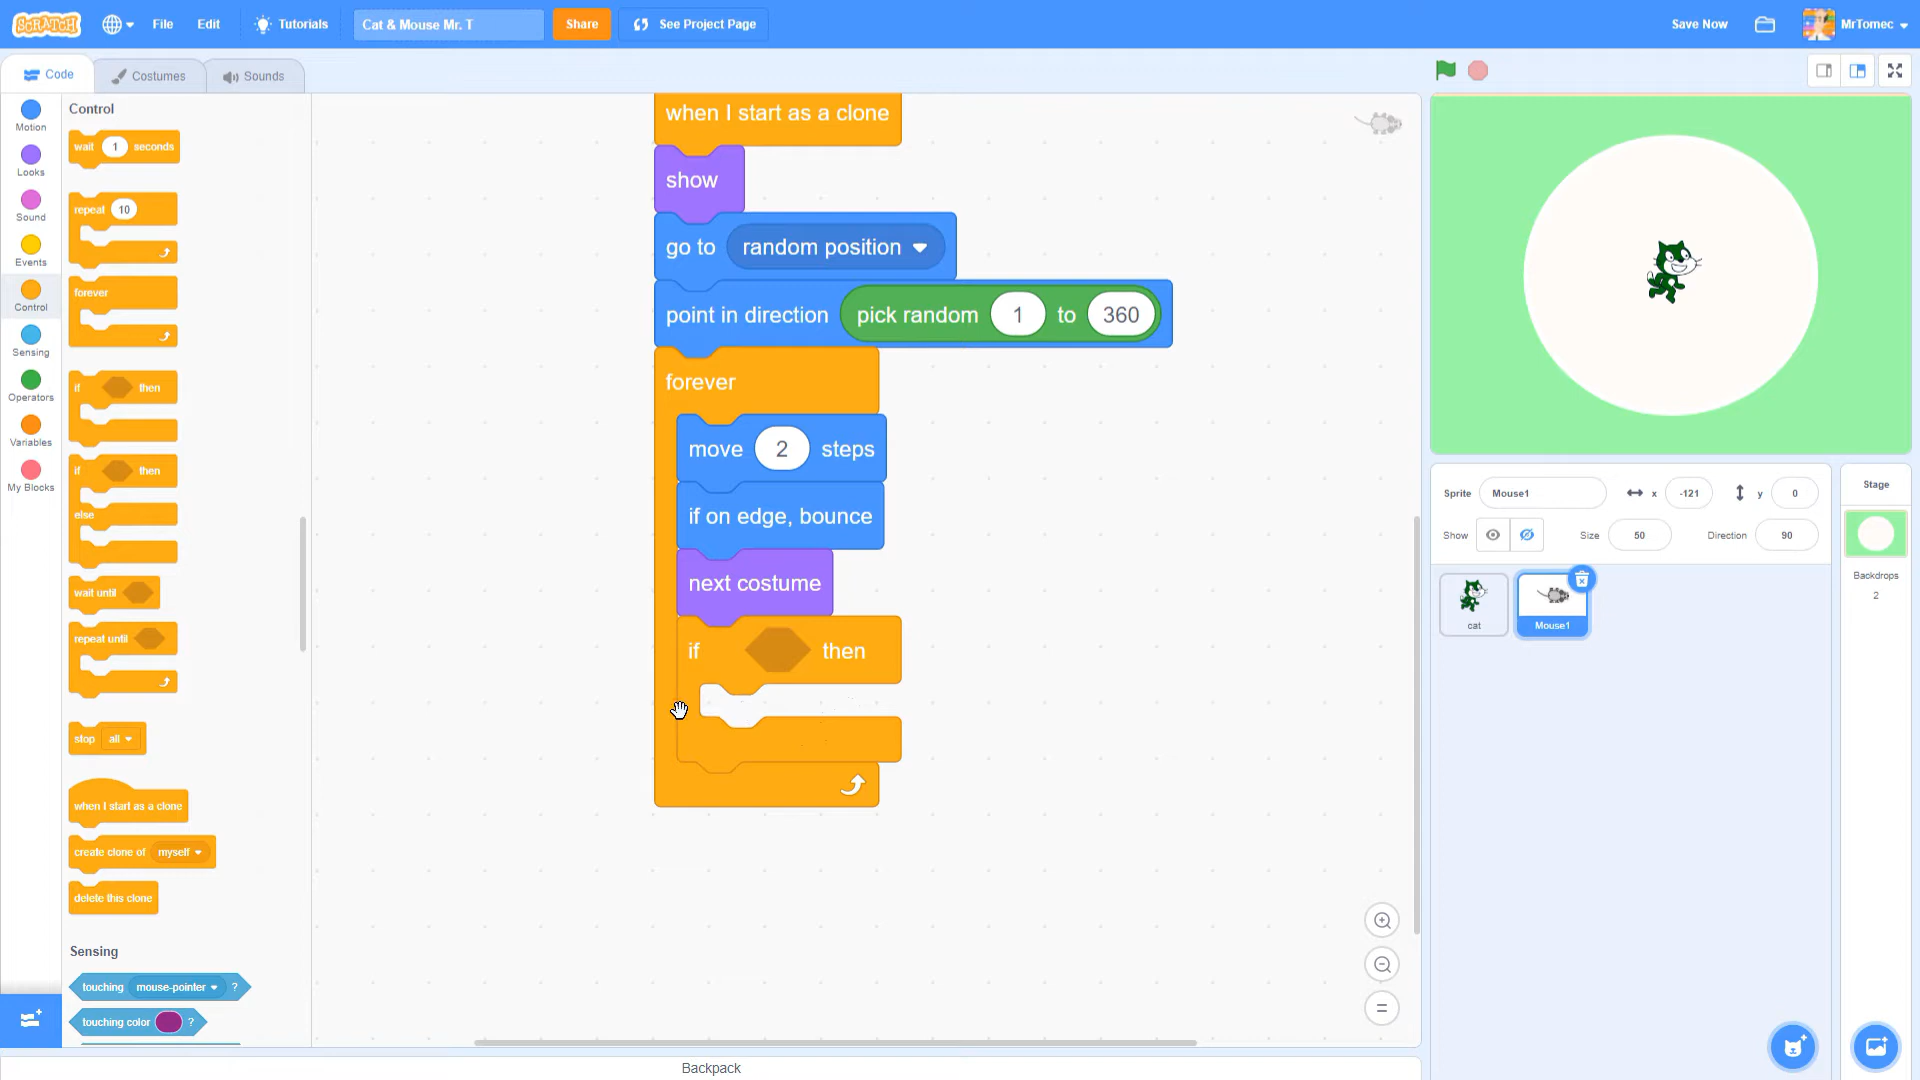 SCRATCH
File
Edit
Tutorials
Cat & Mouse Mr. T
Share
See Project Page
Save Now
MrTomec
Code
Costumes
Sounds
Motion
Looks
Sound
Events
Control
Sensing
Operators
Variables
My Blocks
Control
wait 1 seconds
repeat 10
forever
if then
if then
else
wait until
repeat until
stop all
when I start as a clone
create clone of myself
delete this clone
Sensing
touching mouse-pointer ?
touching color ?
when I start as a clone
show
go to random position
point in direction pick random 1 to 360
forever
move 2 steps
if on edge, bounce
next costume
if then
Backpack
Sprite Mouse1 x -121 y 0
Show Size 50 Direction 90
cat
Mouse1
Stage
Backdrops
2